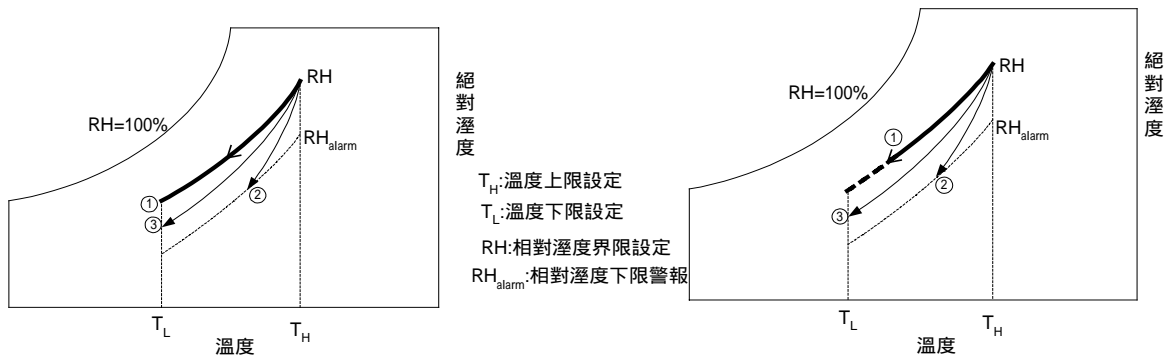 RH=100%
RH
RH_alarm
①
②
③
T_L
T_H
溫度
絕對溼度
T_H:溫度上限設定
T_L:溫度下限設定
RH:相對溼度界限設定
RH_alarm:相對溼度下限警報
RH=100%
RH
RH_alarm
①
②
③
T_L
T_H
溫度
絕對溼度